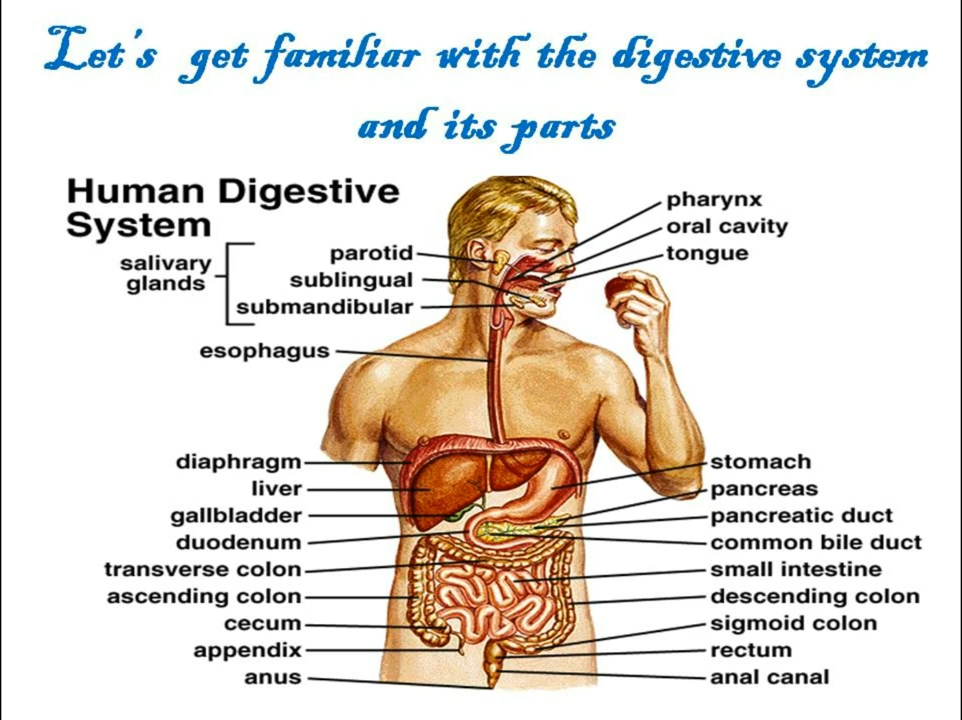 Let's get familiar with the digestive system
and its parts
Human Digestive
System
salivary
glands
parotid
sublingual
submandibular
esophagus
pharynx
oral cavity
tongue
diaphragm
liver
gallbladder
duodenum
transverse colon
ascending colon
cecum
appendix
anus
stomach
pancreas
pancreatic duct
common bile duct
small intestine
descending colon
sigmoid colon
rectum
anal canal